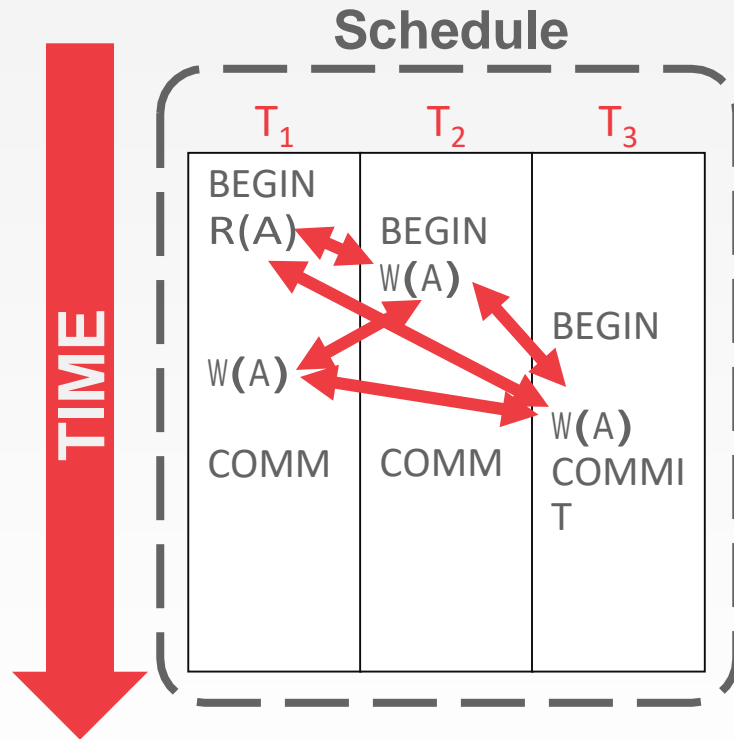 Schedule
TIME
T₁ T₂ T₃
BEGIN
R(A)
W(A)
COMM
BEGIN
W(A)
COMM
BEGIN
W(A)
COMMI
T